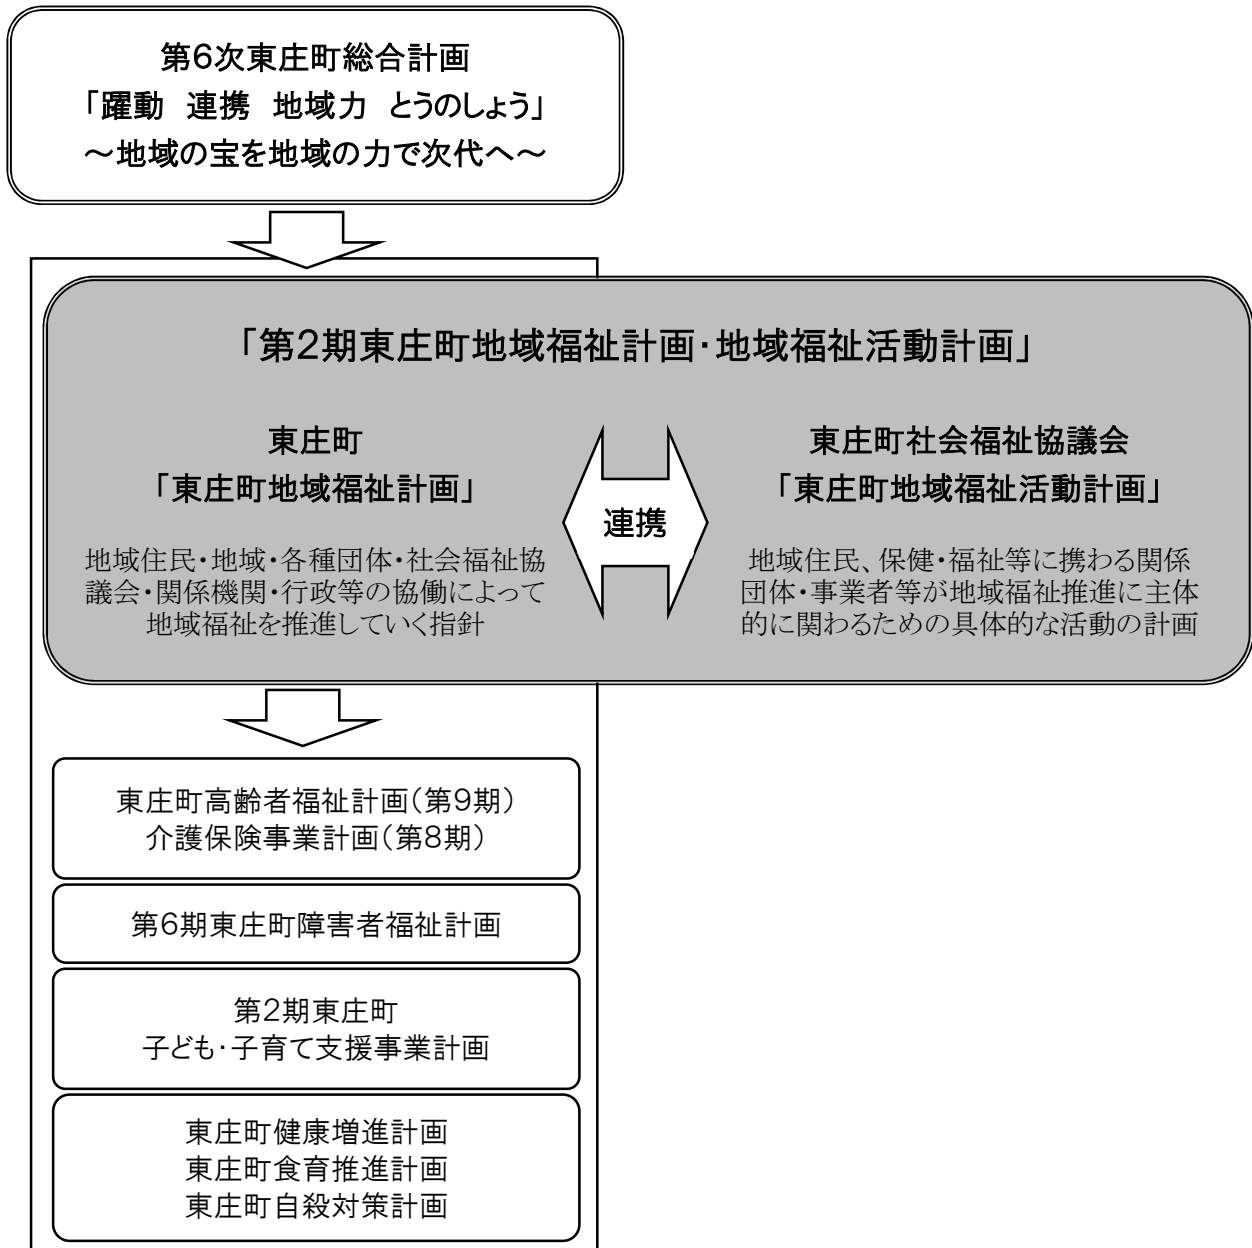 第6次東庄町総合計画
「躍動　連携　地域力　とうのしょう」
～地域の宝を地域の力で次代へ～
「第2期東庄町地域福祉計画・地域福祉活動計画」
東庄町
「東庄町地域福祉計画」
地域住民・地域・各種団体・社会福祉協
議会・関係機関・行政等の協働によって
地域福祉を推進していく指針
連携
東庄町社会福祉協議会
「東庄町地域福祉活動計画」
地域住民、保健・福祉等に携わる関係
団体・事業者等が地域福祉推進に主体
的に関わるための具体的な活動の計画
東庄町高齢者福祉計画（第9期）
介護保険事業計画（第8期）
第6期東庄町障害者福祉計画
第2期東庄町
子ども・子育て支援事業計画
東庄町健康増進計画
東庄町食育推進計画
東庄町自殺対策計画